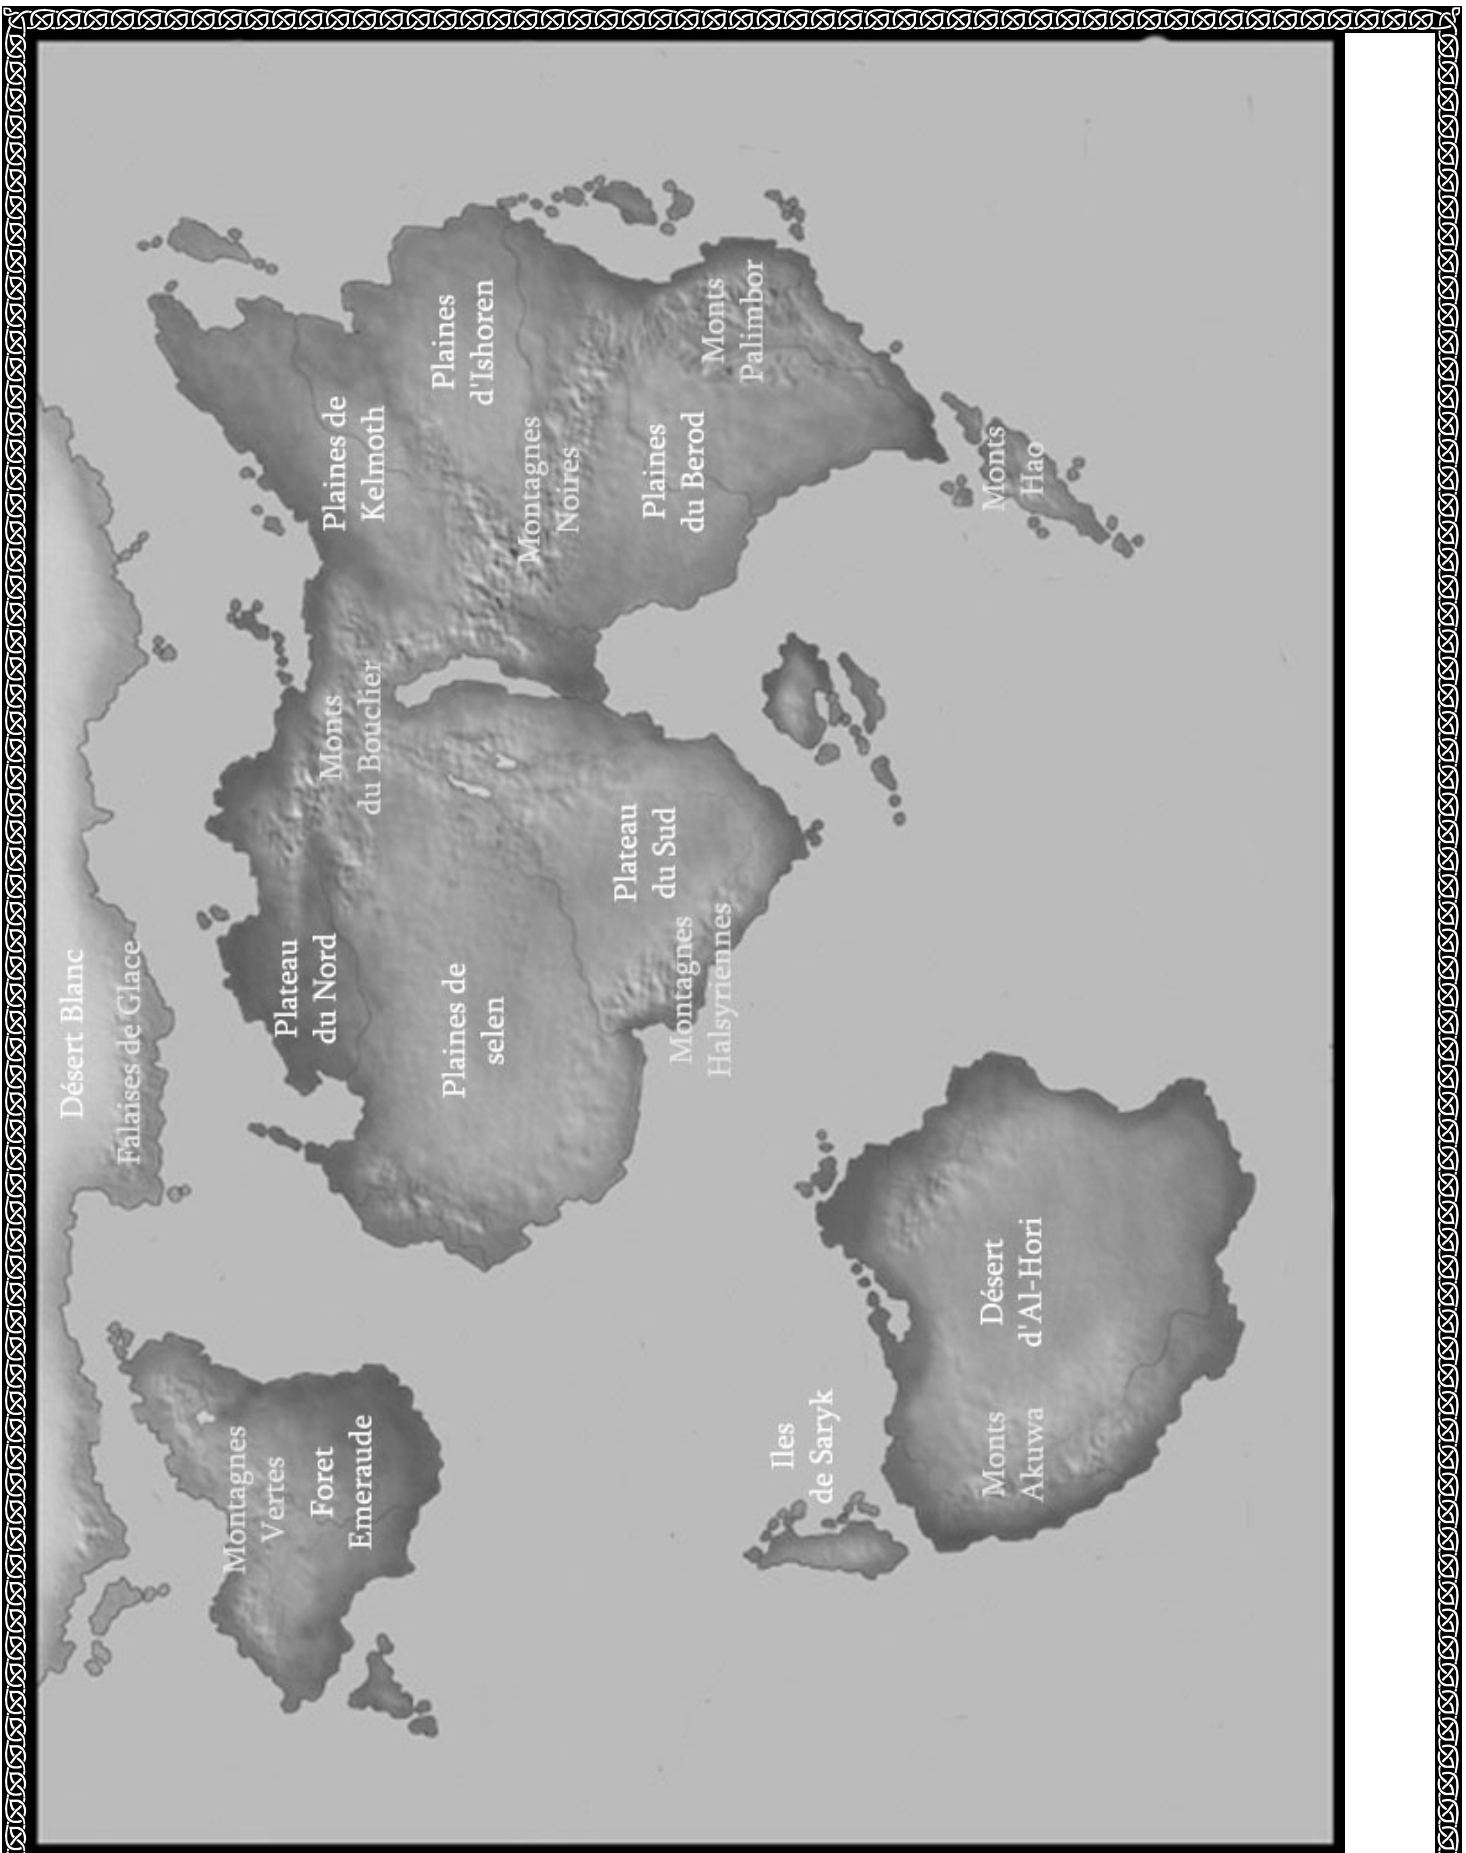 Désert Blanc
Falaises de Glace
Montagnes
Vertes
Foret
Emeraude
Plateau
du Nord
Monts
du Bouclier
Plaines de
Kelmoth
Plaines
d'Ishoren
Plaines de
selen
Montagnes
Noires
Plateau
du Sud
Plaines
du Berod
Montagnes
Halsyriennes
Monts
Palimbor
Iles
de Saryk
Monts
Akuwa
Désert
d'Al-Hori
Monts
Hao